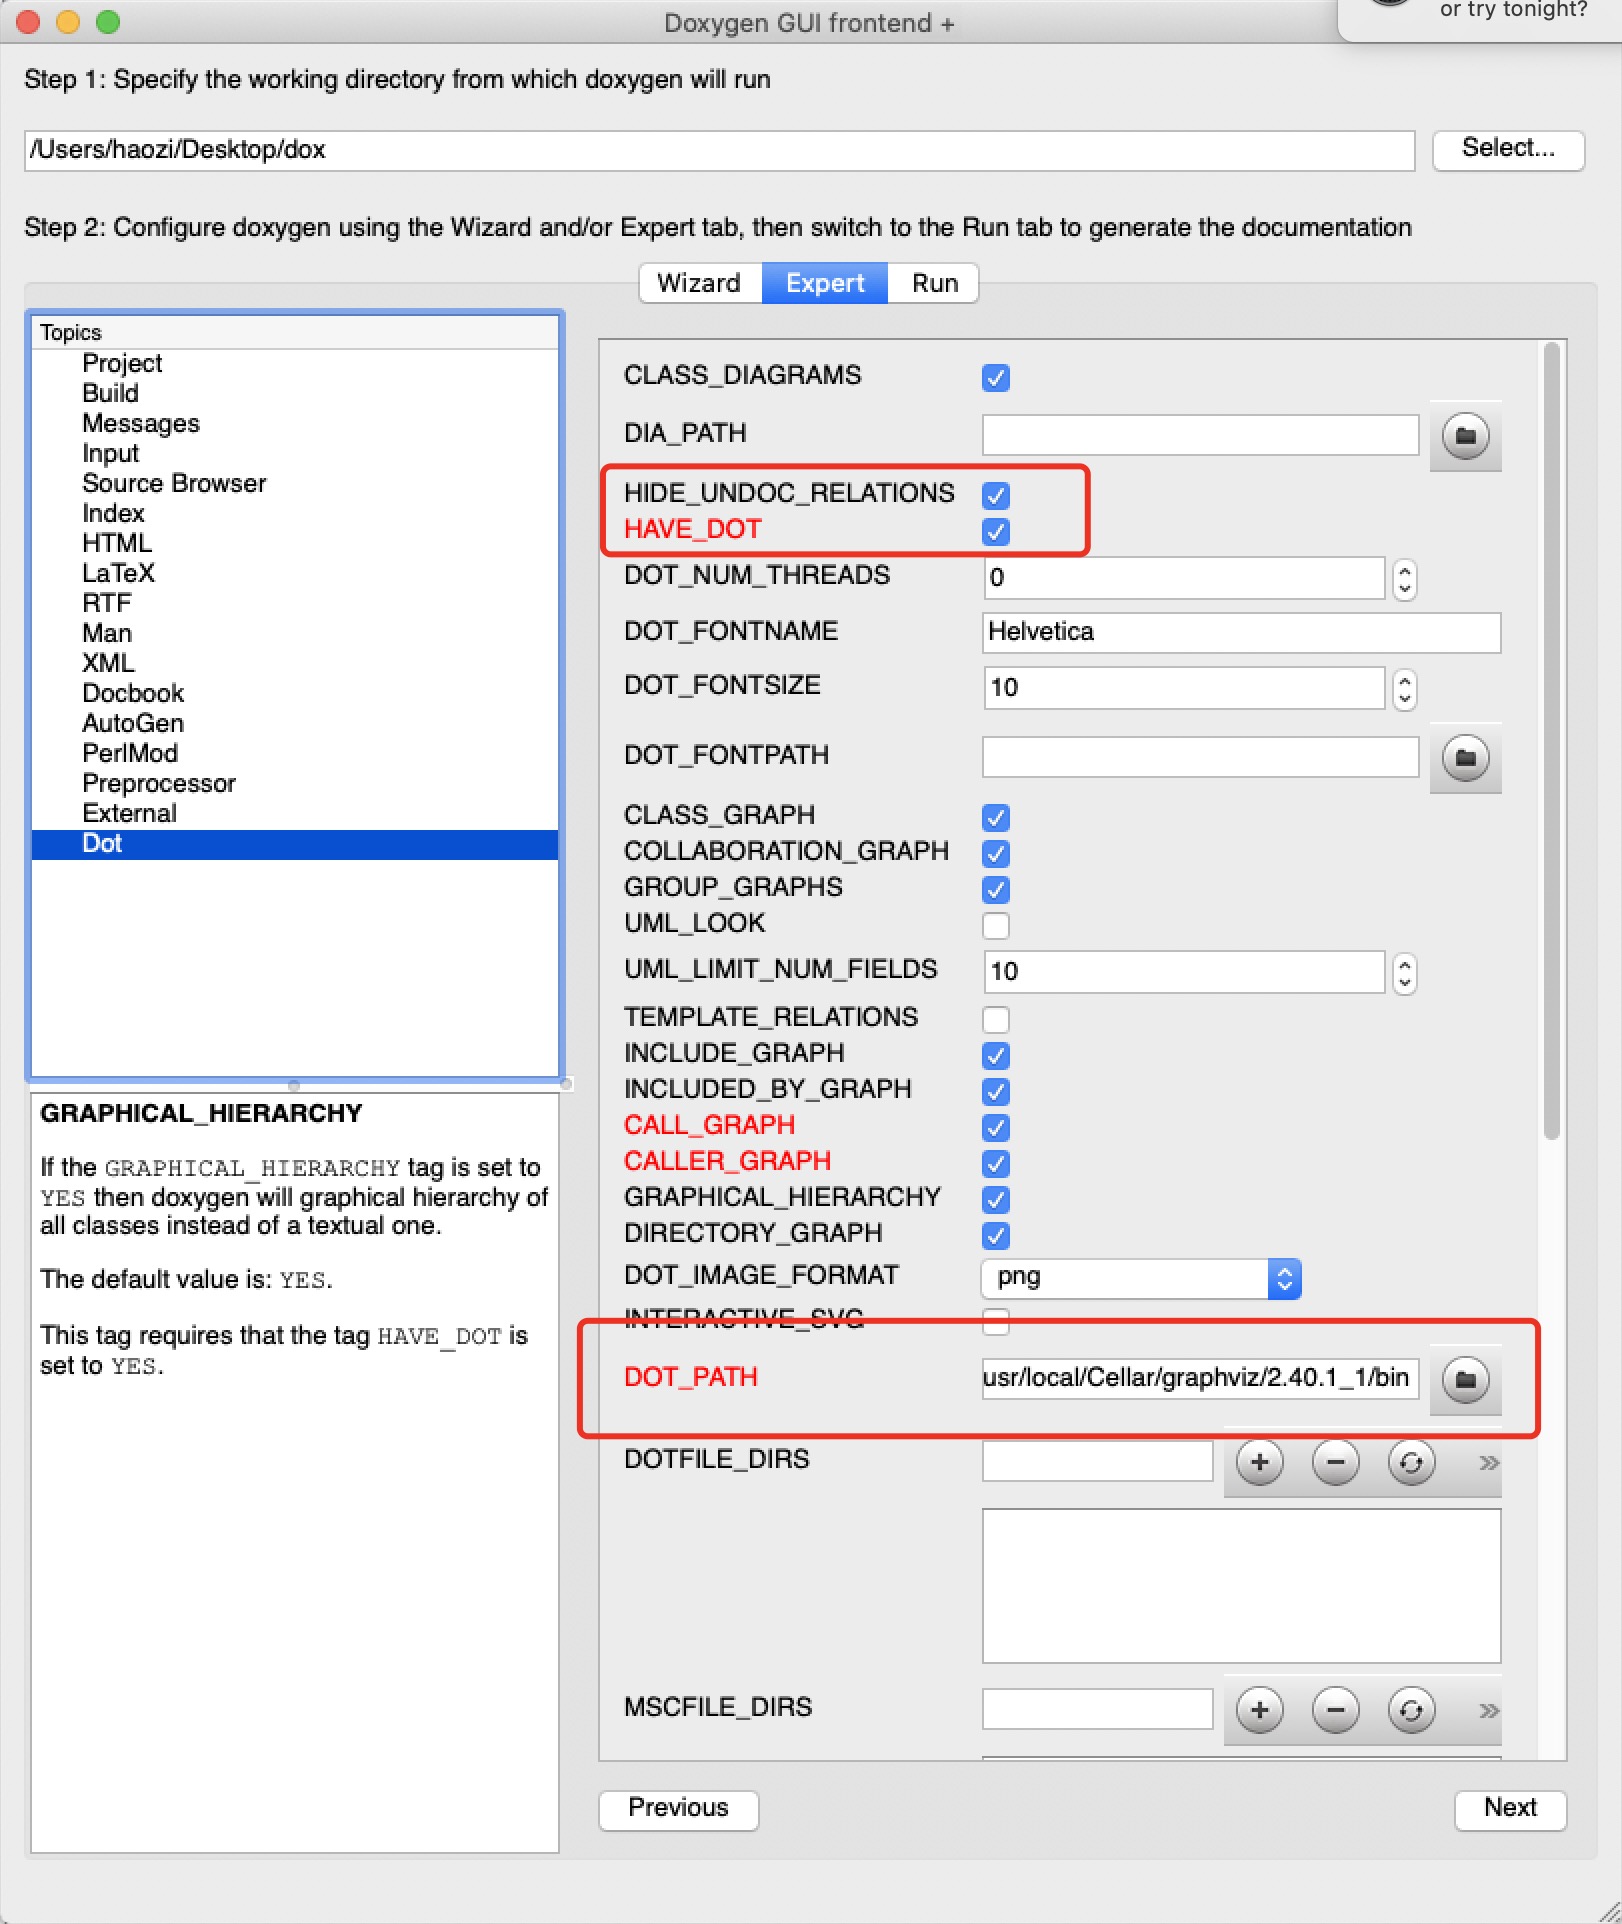 Doxygen GUI frontend +
or try tonight?
Step 1: Specify the working directory from which doxygen will run
/Users/haozi/Desktop/dox
Select...
Step 2: Configure doxygen using the Wizard and/or Expert tab, then switch to the Run tab to generate the documentation
Wizard
Expert
Run
Topics
Project
Build
Messages
Input
Source Browser
Index
HTML
LaTeX
RTF
Man
XML
Docbook
AutoGen
PerlMod
Preprocessor
External
Dot
GRAPHICAL_HIERARCHY
If the GRAPHICAL_HIERARCHY tag is set to
YES then doxygen will graphical hierarchy of
all classes instead of a textual one.
The default value is: YES.
This tag requires that the tag HAVE_DOT is
set to YES.
CLASS_DIAGRAMS
DIA_PATH
HIDE_UNDOC_RELATIONS
HAVE_DOT
DOT_NUM_THREADS 0
DOT_FONTNAME Helvetica
DOT_FONTSIZE 10
DOT_FONTPATH
CLASS_GRAPH
COLLABORATION_GRAPH
GROUP_GRAPHS
UML_LOOK
UML_LIMIT_NUM_FIELDS 10
TEMPLATE_RELATIONS
INCLUDE_GRAPH
INCLUDED_BY_GRAPH
CALL_GRAPH
CALLER_GRAPH
GRAPHICAL_HIERARCHY
DIRECTORY_GRAPH
DOT_IMAGE_FORMAT png
INTERACTIVE_SVG
DOT_PATH usr/local/Cellar/graphviz/2.40.1_1/bin
DOTFILE_DIRS
MSCFILE_DIRS
Previous
Next